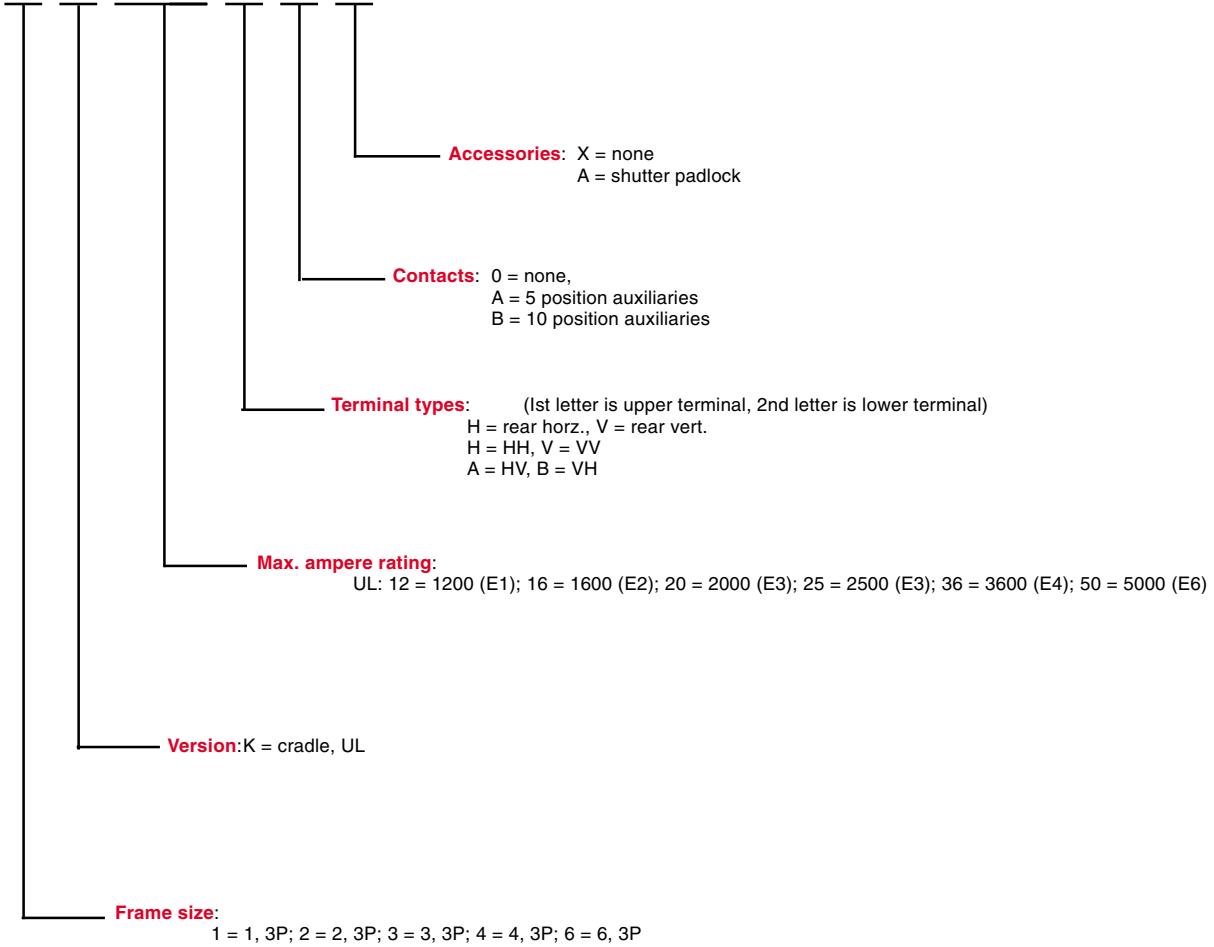 Accessories: X = none
A = shutter padlock
Contacts: 0 = none,
A = 5 position auxiliaries
B = 10 position auxiliaries
Terminal types: (Ist letter is upper terminal, 2nd letter is lower terminal)
H = rear horz., V = rear vert.
H = HH, V = VV
A = HV, B = VH
Max. ampere rating:
UL: 12 = 1200 (E1); 16 = 1600 (E2); 20 = 2000 (E3); 25 = 2500 (E3); 36 = 3600 (E4); 50 = 5000 (E6)
Version:K = cradle, UL
Frame size:
1 = 1, 3P; 2 = 2, 3P; 3 = 3, 3P; 4 = 4, 3P; 6 = 6, 3P